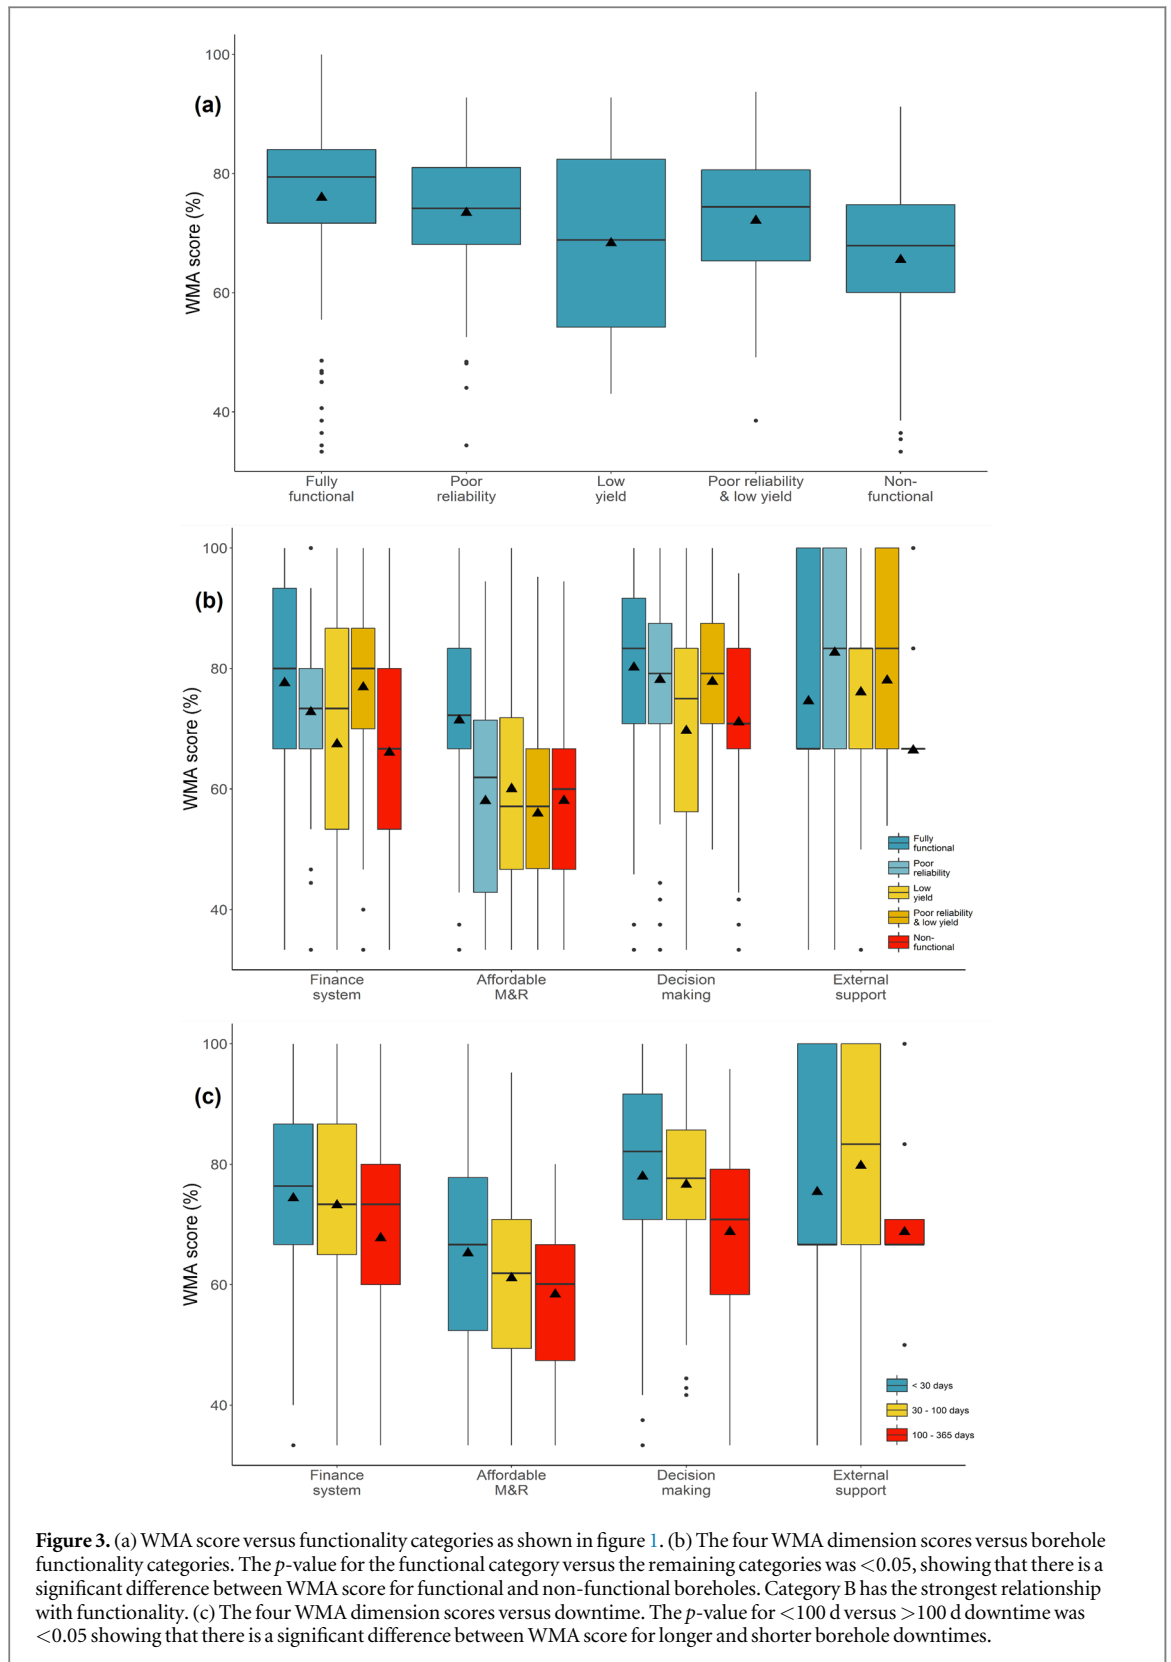 100
80
60
40
WMA score (%)
(a)
Fully
functional
Poor
reliability
Low
yield
Poor reliability
& low yield
Non-
functional
100
80
60
40
WMA score (%)
(b)
Fully
functional
Poor
reliability
Low
yield
Poor reliability
& low yield
Non-
functional
Finance
system
Affordable
M&R
Decision
making
External
support
100
80
60
40
WMA score (%)
(c)
< 30 days
30 - 100 days
100 - 365 days
Finance
system
Affordable
M&R
Decision
making
External
support
Figure 3. (a) WMA score versus functionality categories as shown in figure 1. (b) The four WMA dimension scores versus borehole
functionality categories. The p-value for the functional category versus the remaining categories was <0.05, showing that there is a
significant difference between WMA score for functional and non-functional boreholes. Category B has the strongest relationship
with functionality. (c) The four WMA dimension scores versus downtime. The p-value for <100 d versus >100 d downtime was
<0.05 showing that there is a significant difference between WMA score for longer and shorter borehole downtimes.